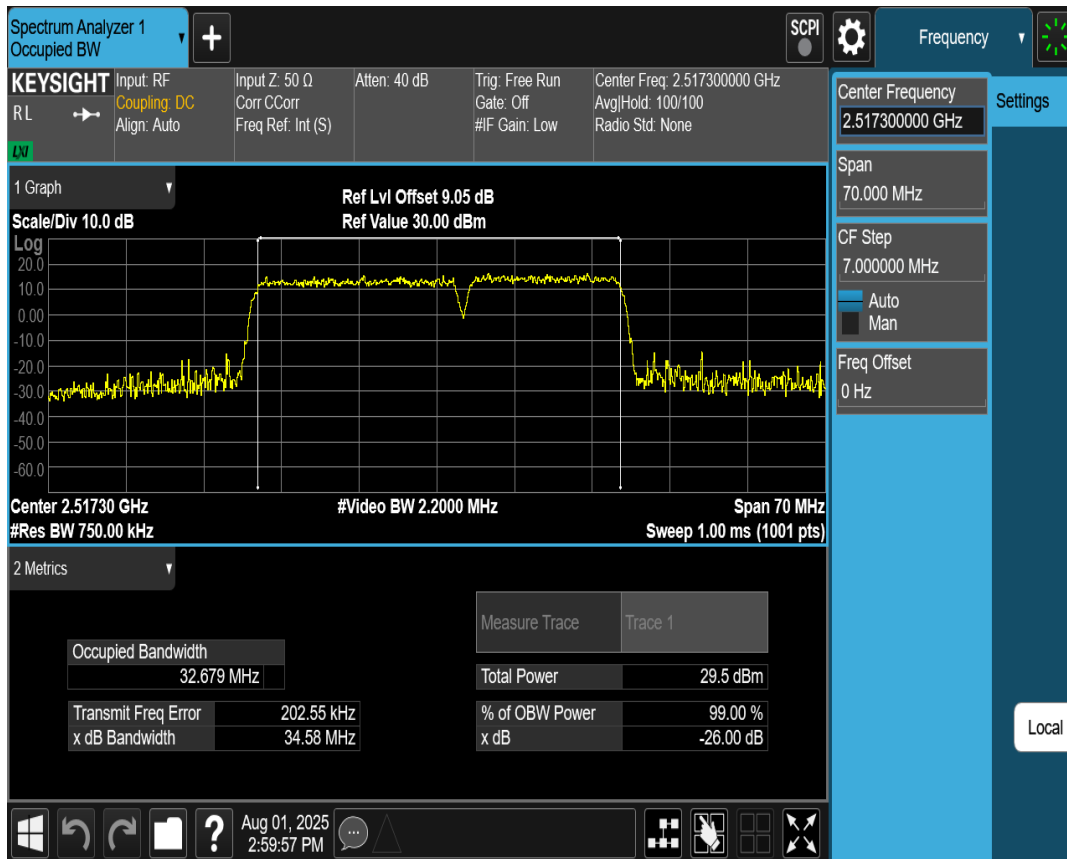 Spectrum Analyzer 1
Occupied BW
+
SCPI
Frequency
KEYSIGHT
RL
LXI
Input: RF
Coupling: DC
Align: Auto
Input Z: 50 Ω
Corr CCorr
Freq Ref: Int (S)
Atten: 40 dB
Trig: Free Run
Gate: Off
#IF Gain: Low
Center Freq: 2.517300000 GHz
Avg|Hold: 100/100
Radio Std: None
Center Frequency
2.517300000 GHz
Settings
Span
70.000 MHz
CF Step
7.000000 MHz
Auto
Man
Freq Offset
0 Hz
Local
1 Graph
Scale/Div 10.0 dB
Ref Lvl Offset 9.05 dB
Ref Value 30.00 dBm
Log
20.0
10.0
0.00
-10.0
-20.0
-30.0
-40.0
-50.0
-60.0
Center 2.51730 GHz
#Video BW 2.2000 MHz
Span 70 MHz
#Res BW 750.00 kHz
Sweep 1.00 ms (1001 pts)
2 Metrics
Measure Trace Trace 1
Occupied Bandwidth
32.679 MHz
Total Power 29.5 dBm
Transmit Freq Error 202.55 kHz
% of OBW Power 99.00 %
x dB Bandwidth 34.58 MHz
x dB -26.00 dB
?
Aug 01, 2025
2:59:57 PM